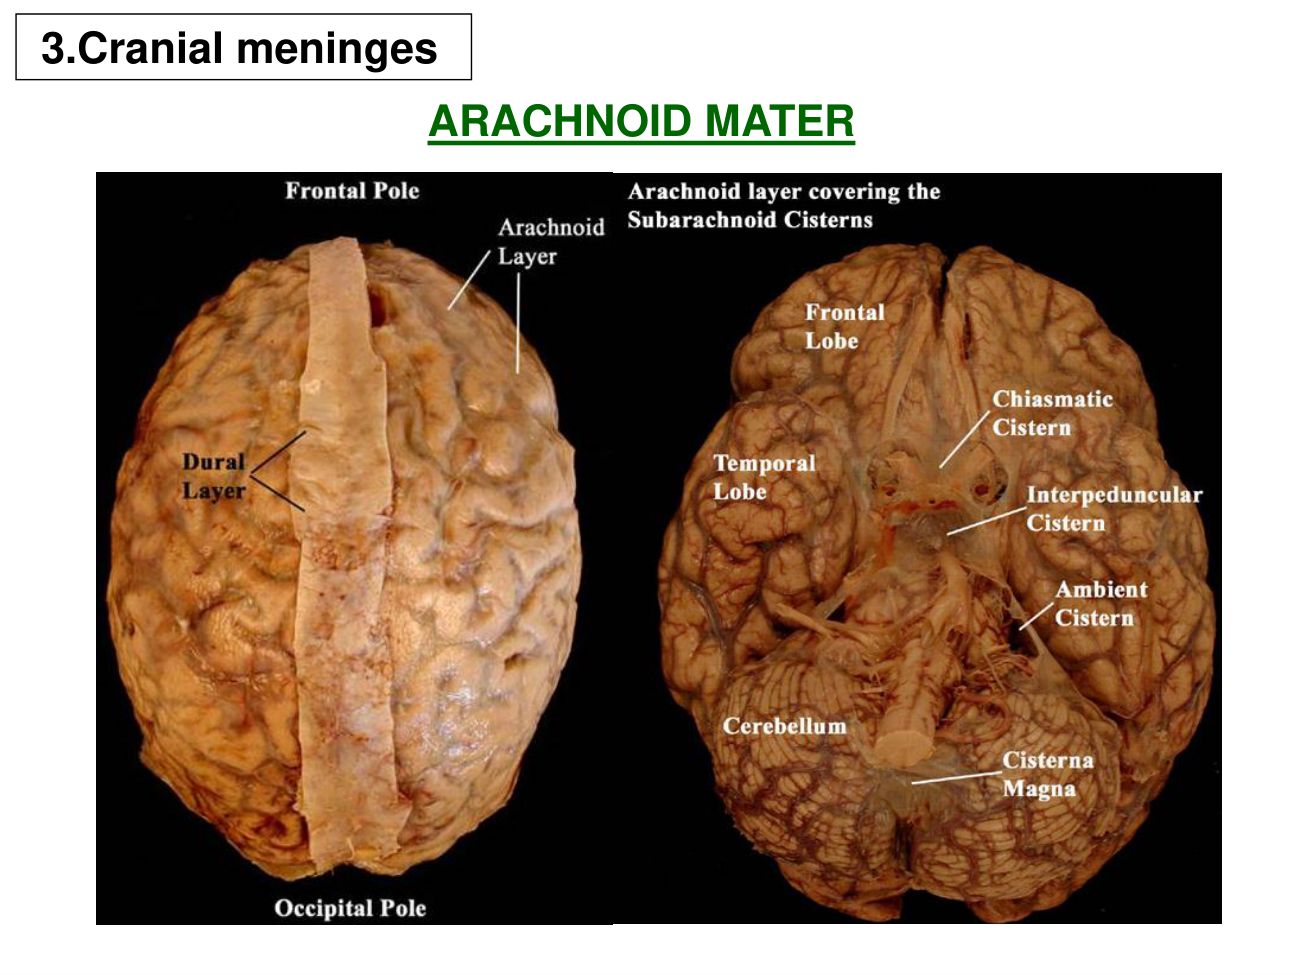 3.Cranial meninges
ARACHNOID MATER
Frontal Pole
Arachnoid
Layer
Dural
Layer
Occipital Pole
Arachnoid layer covering the
Subarachnoid Cisterns
Frontal
Lobe
Chiasmatic
Cistern
Temporal
Lobe
Interpeduncular
Cistern
Ambient
Cistern
Cerebellum
Cisterna
Magna